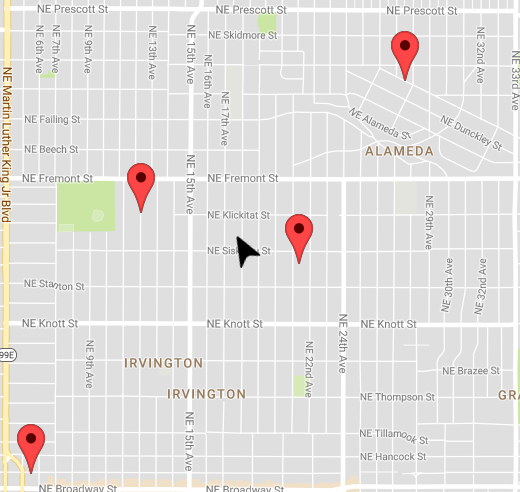 NE Prescott St
NE Prescott St
NE Prescott St
NE Skidmore St
NE 6th Ave
NE 7th Ave
NE 9th Ave
NE 13th Ave
NE 15th Ave
NE 16th Ave
NE 17th Ave
NE 32nd Ave
NE 33rd Ave
NE Martin Luther King Jr Blvd
NE Failing St
NE Alameda St
NE Dunckley St
NE Beech St
ALAMEDA
NE Fremont St
NE Fremont St
NE 15th Ave
NE Klickitat St
NE 29th Ave
NE 30th Ave
NE 32nd Ave
NE Knott St
NE Knott St
NE Knott St
NE 24th Ave
99E
NE 9th Ave
IRVINGTON
NE 22nd Ave
NE Brazee St
IRVINGTON
NE Thompson St
GRA
NE 15th Ave
NE Tillamook St
NE Hancock St
NE Broadway St
NE Broadway St